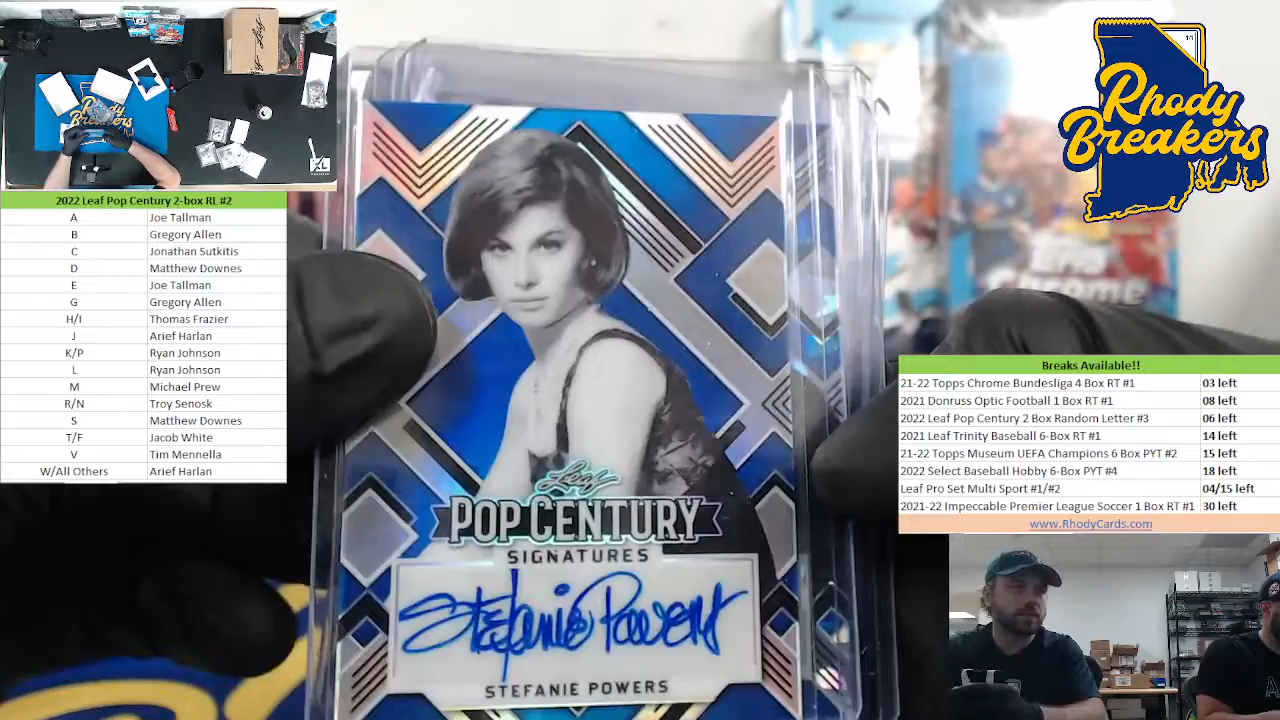 2022 Leaf Pop Century 2-box RL #2
A Joe Tallman
B Gregory Allen
C Jonathan Sutkitis
D Matthew Downes
E Joe Tallman
G Gregory Allen
H/I Thomas Frazier
J Arief Harlan
K/P Ryan Johnson
L Ryan Johnson
M Michael Prew
R/N Troy Senosk
S Matthew Downes
T/F Jacob White
V Tim Mennella
W/All Others Arief Harlan
Rhody
Breakers
Leaf
POP CENTURY
SIGNATURES
Stefanie Powers
STEFANIE POWERS
Topps
Chrome
1/1
Rhody
Breakers
Breaks Available!!
21-22 Topps Chrome Bundesliga 4 Box RT #1 03 left
2021 Donruss Optic Football 1 Box RT #1 08 left
2022 Leaf Pop Century 2 Box Random Letter #3 06 left
2021 Leaf Trinity Baseball 6-Box RT #1 14 left
21-22 Topps Museum UEFA Champions 6 Box PYT #2 15 left
2022 Select Baseball Hobby 6-Box PYT #4 18 left
Leaf Pro Set Multi Sport #1/#2 04/15 left
2021-22 Impeccable Premier League Soccer 1 Box RT #1 30 left
www.RhodyCards.com